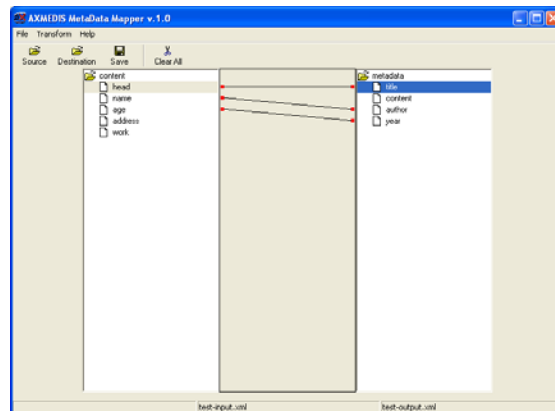 AXMEDIS MetaData Mapper v.1.0
File Transform Help
Source Destination Save Clear All
content metadata
head title
name content
age author
address year
work
test-input.xml test-output.xml